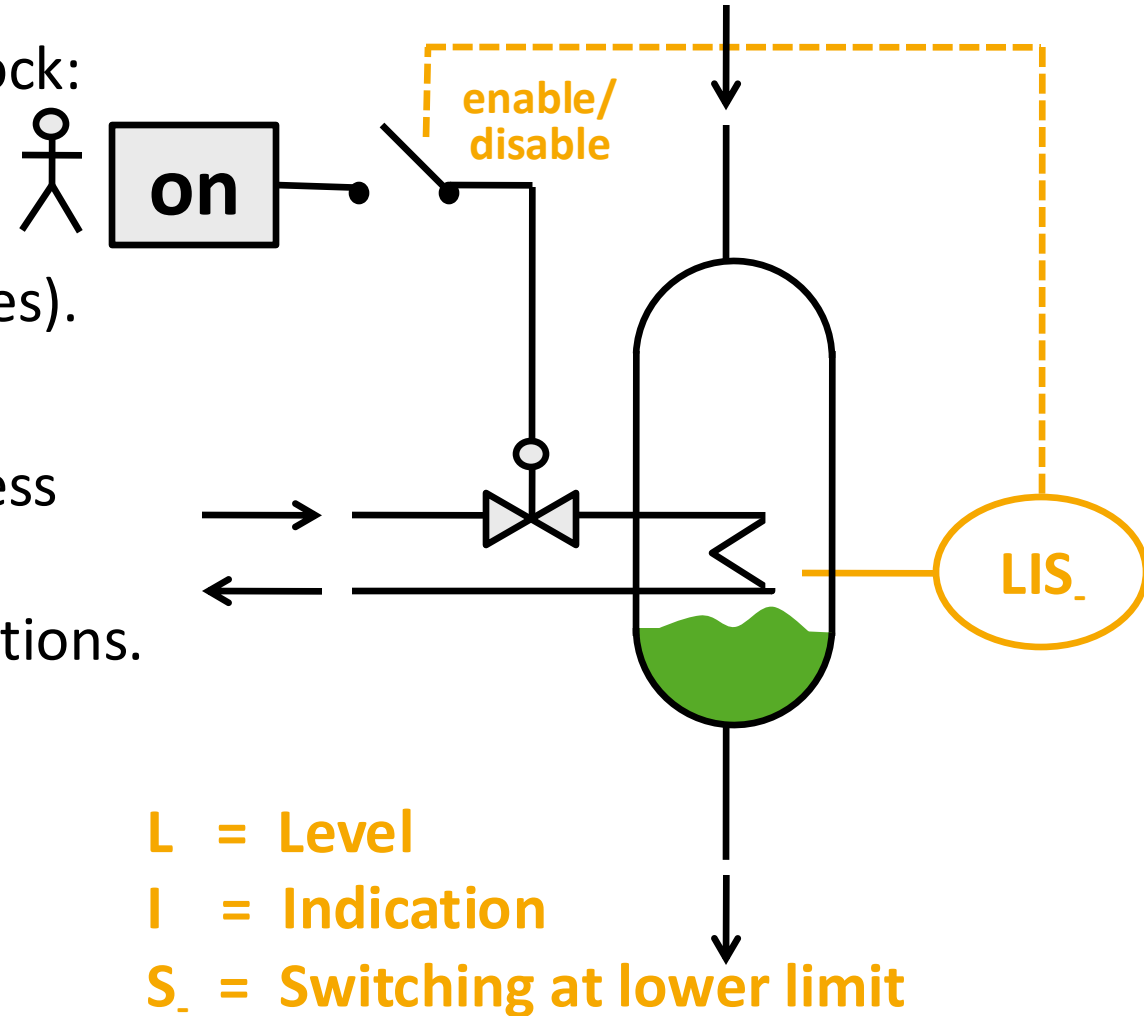 ock:
enable/
disable
on
es).
ess
LIS-
tions.
L = Level
I = Indication
S- = Switching at lower limit